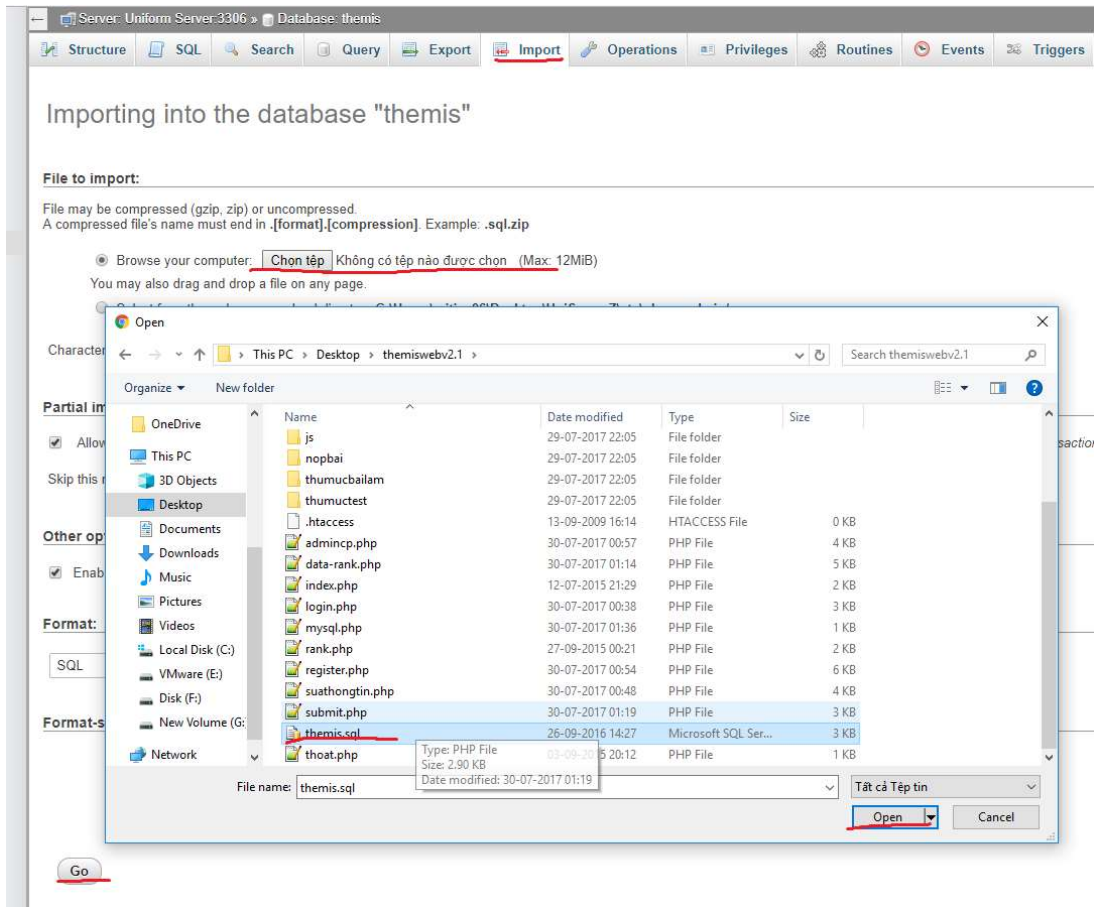 Server: Uniform Server:3306 » Database: themis
Structure SQL Search Query Export Import Operations Privileges Routines Events Triggers
Importing into the database "themis"
File to import:
File may be compressed (gzip, zip) or uncompressed.
A compressed file's name must end in .[format].[compression]. Example: .sql.zip
Browse your computer: Chọn tệp Không có tệp nào được chọn (Max: 12MiB)
You may also drag and drop a file on any page.
Open
Character
This PC > Desktop > themiswebv2.1 >
Search themiswebv2.1
Organize New folder
Partial im
Allow
Skip this
Other op
Enab
Format:
SQL
Format-s
OneDrive
This PC
3D Objects
Desktop
Documents
Downloads
Music
Pictures
Videos
Local Disk (C:)
VMware (E:)
Disk (F:)
New Volume (G:
Network
Name Date modified Type Size
js 29-07-2017 22:05 File folder
nopbai 29-07-2017 22:05 File folder
thumucbailam 29-07-2017 22:05 File folder
thumuctest 29-07-2017 22:05 File folder
.htaccess 13-09-2009 16:14 HTACCESS File 0 KB
admincp.php 30-07-2017 00:57 PHP File 4 KB
data-rank.php 30-07-2017 01:14 PHP File 5 KB
index.php 12-07-2015 21:29 PHP File 2 KB
login.php 30-07-2017 00:38 PHP File 3 KB
mysql.php 30-07-2017 01:36 PHP File 1 KB
rank.php 27-09-2015 00:21 PHP File 2 KB
register.php 30-07-2017 00:54 PHP File 6 KB
suathongtin.php 30-07-2017 00:48 PHP File 4 KB
submit.php 30-07-2017 01:19 PHP File 3 KB
themis.sql 26-09-2016 14:27 Microsoft SQL Ser... 3 KB
thoat.php 20:12 PHP File 1 KB
Type: PHP File
Size: 2.90 KB
Date modified: 30-07-2017 01:19
saction
File name: themis.sql
Tất cả Tệp tin
Open Cancel
Go